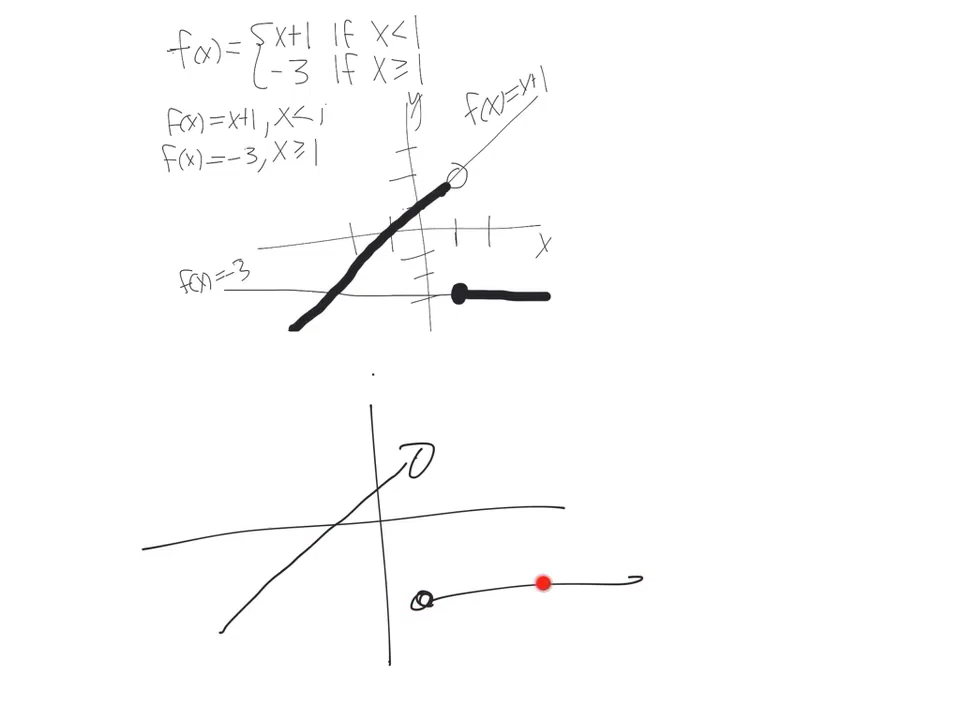 f(x) = { x+1 IF x < 1
-3 IF x ≥ 1
y
f(x) = x+1
f(x) = x+1, x < 1
f(x) = -3, x ≥ 1
x
f(x) = -3